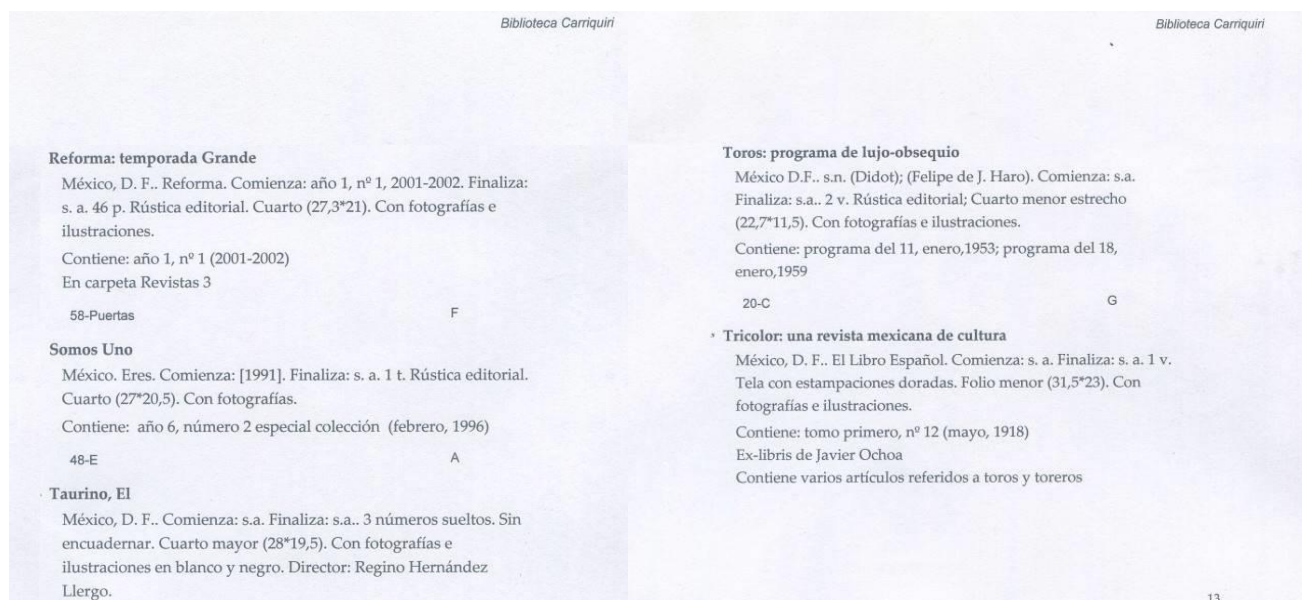 Biblioteca Carriquiri
Reforma: temporada Grande
México, D. F.. Reforma. Comienza: año 1, nº 1, 2001-2002. Finaliza:
s. a. 46 p. Rústica editorial. Cuarto (27,3*21). Con fotografías e
ilustraciones.
Contiene: año 1, nº 1 (2001-2002)
En carpeta Revistas 3
58-Puertas F
Somos Uno
México. Eres. Comienza: [1991]. Finaliza: s. a. 1 t. Rústica editorial.
Cuarto (27*20,5). Con fotografías.
Contiene: año 6, número 2 especial colección (febrero, 1996)
48-E A
Taurino, El
México, D. F.. Comienza: s.a. Finaliza: s.a.. 3 números sueltos. Sin
encuadernar. Cuarto mayor (28*19,5). Con fotografías e
ilustraciones en blanco y negro. Director: Regino Hernández
Llergo.
Biblioteca Carriquiri
Toros: programa de lujo-obsequio
México D.F.. s.n. (Didot); (Felipe de J. Haro). Comienza: s.a.
Finaliza: s.a.. 2 v. Rústica editorial; Cuarto menor estrecho
(22,7*11,5). Con fotografías e ilustraciones.
Contiene: programa del 11, enero,1953; programa del 18,
enero,1959
20-C G
Tricolor: una revista mexicana de cultura
México, D. F.. El Libro Español. Comienza: s. a. Finaliza: s. a. 1 v.
Tela con estampaciones doradas. Folio menor (31,5*23). Con
fotografías e ilustraciones.
Contiene: tomo primero, nº 12 (mayo, 1918)
Ex-libris de Javier Ochoa
Contiene varios artículos referidos a toros y toreros
13